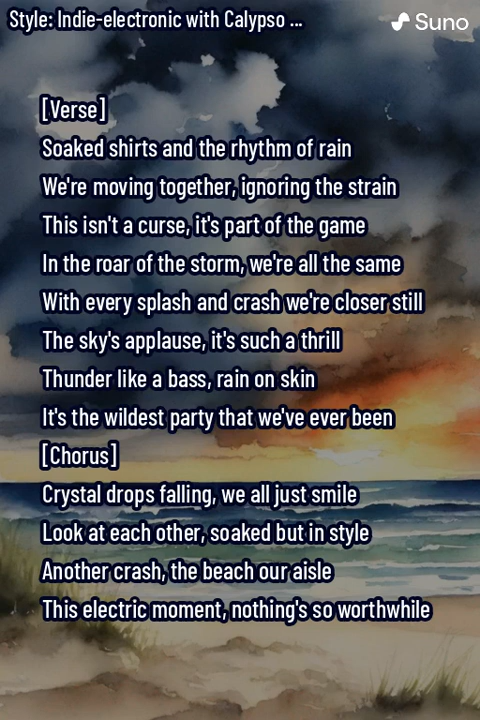 Style: Indie-electronic with Calypso ...
Suno
[Verse]
Soaked shirts and the rhythm of rain
We're moving together, ignoring the strain
This isn't a curse, it's part of the game
In the roar of the storm, we're all the same
With every splash and crash we're closer still
The sky's applause, it's such a thrill
Thunder like a bass, rain on skin
It's the wildest party that we've ever been
[Chorus]
Crystal drops falling, we all just smile
Look at each other, soaked but in style
Another crash, the beach our aisle
This electric moment, nothing's so worthwhile